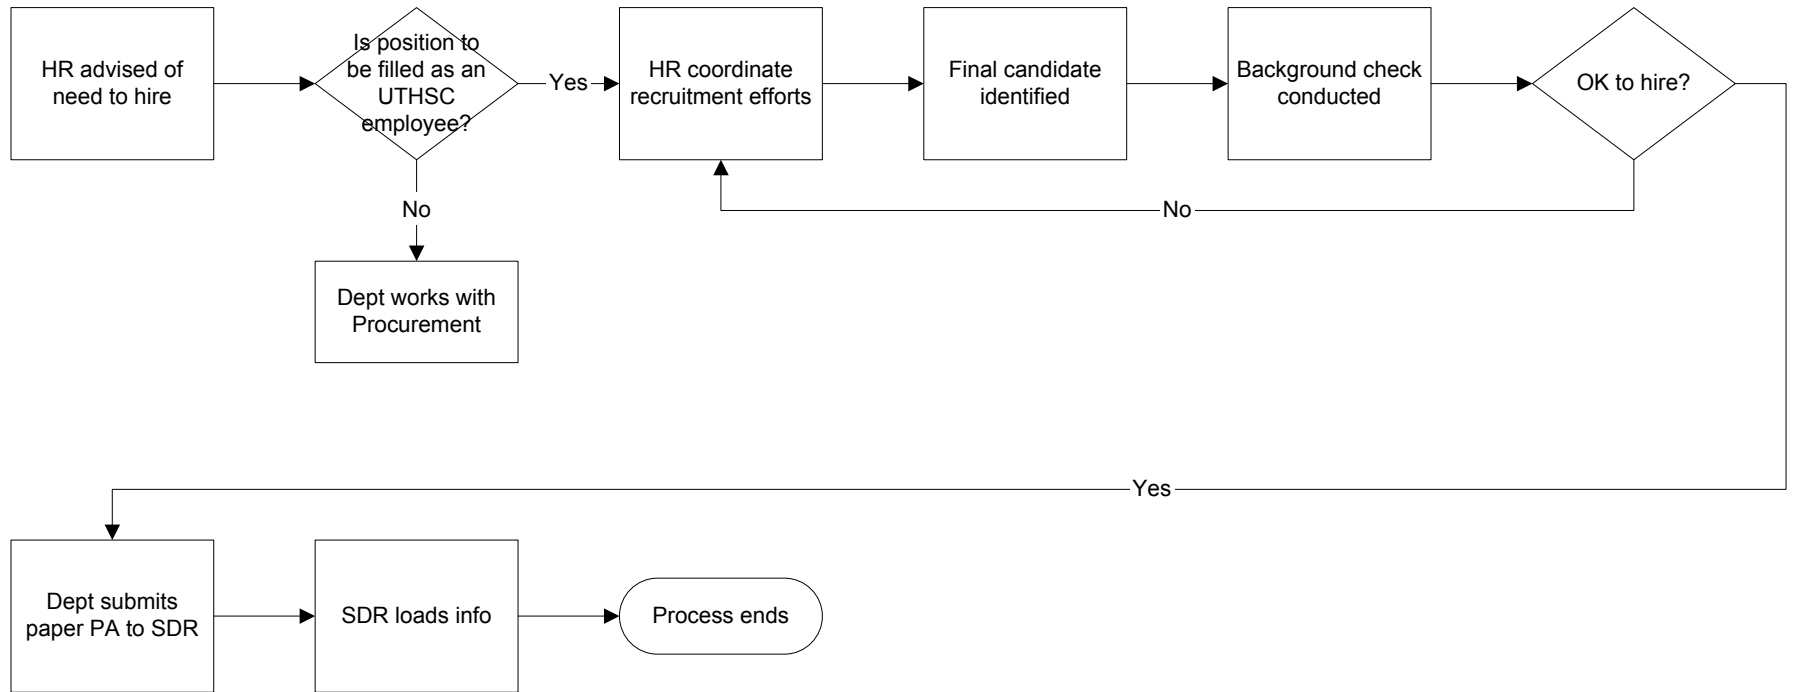 HR advised of
need to hire
Is position to
be filled as an
UTHSC
employee?
Yes
HR coordinate
recruitment efforts
Final candidate
identified
Background check
conducted
OK to hire?
No
No
Dept works with
Procurement
Yes
Dept submits
paper PA to SDR
SDR loads info
Process ends